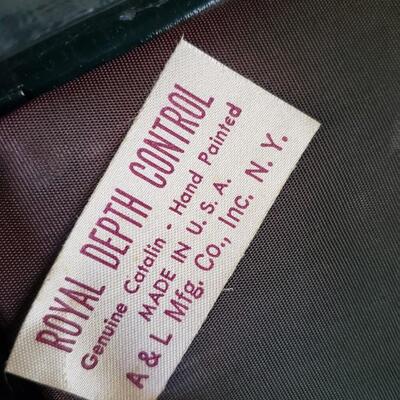 ROYAL DEPTH CONTROL
Genuine Catalin - Hand Painted
MADE IN U.S.A.
A & L Mfg. Co., Inc. N. Y.